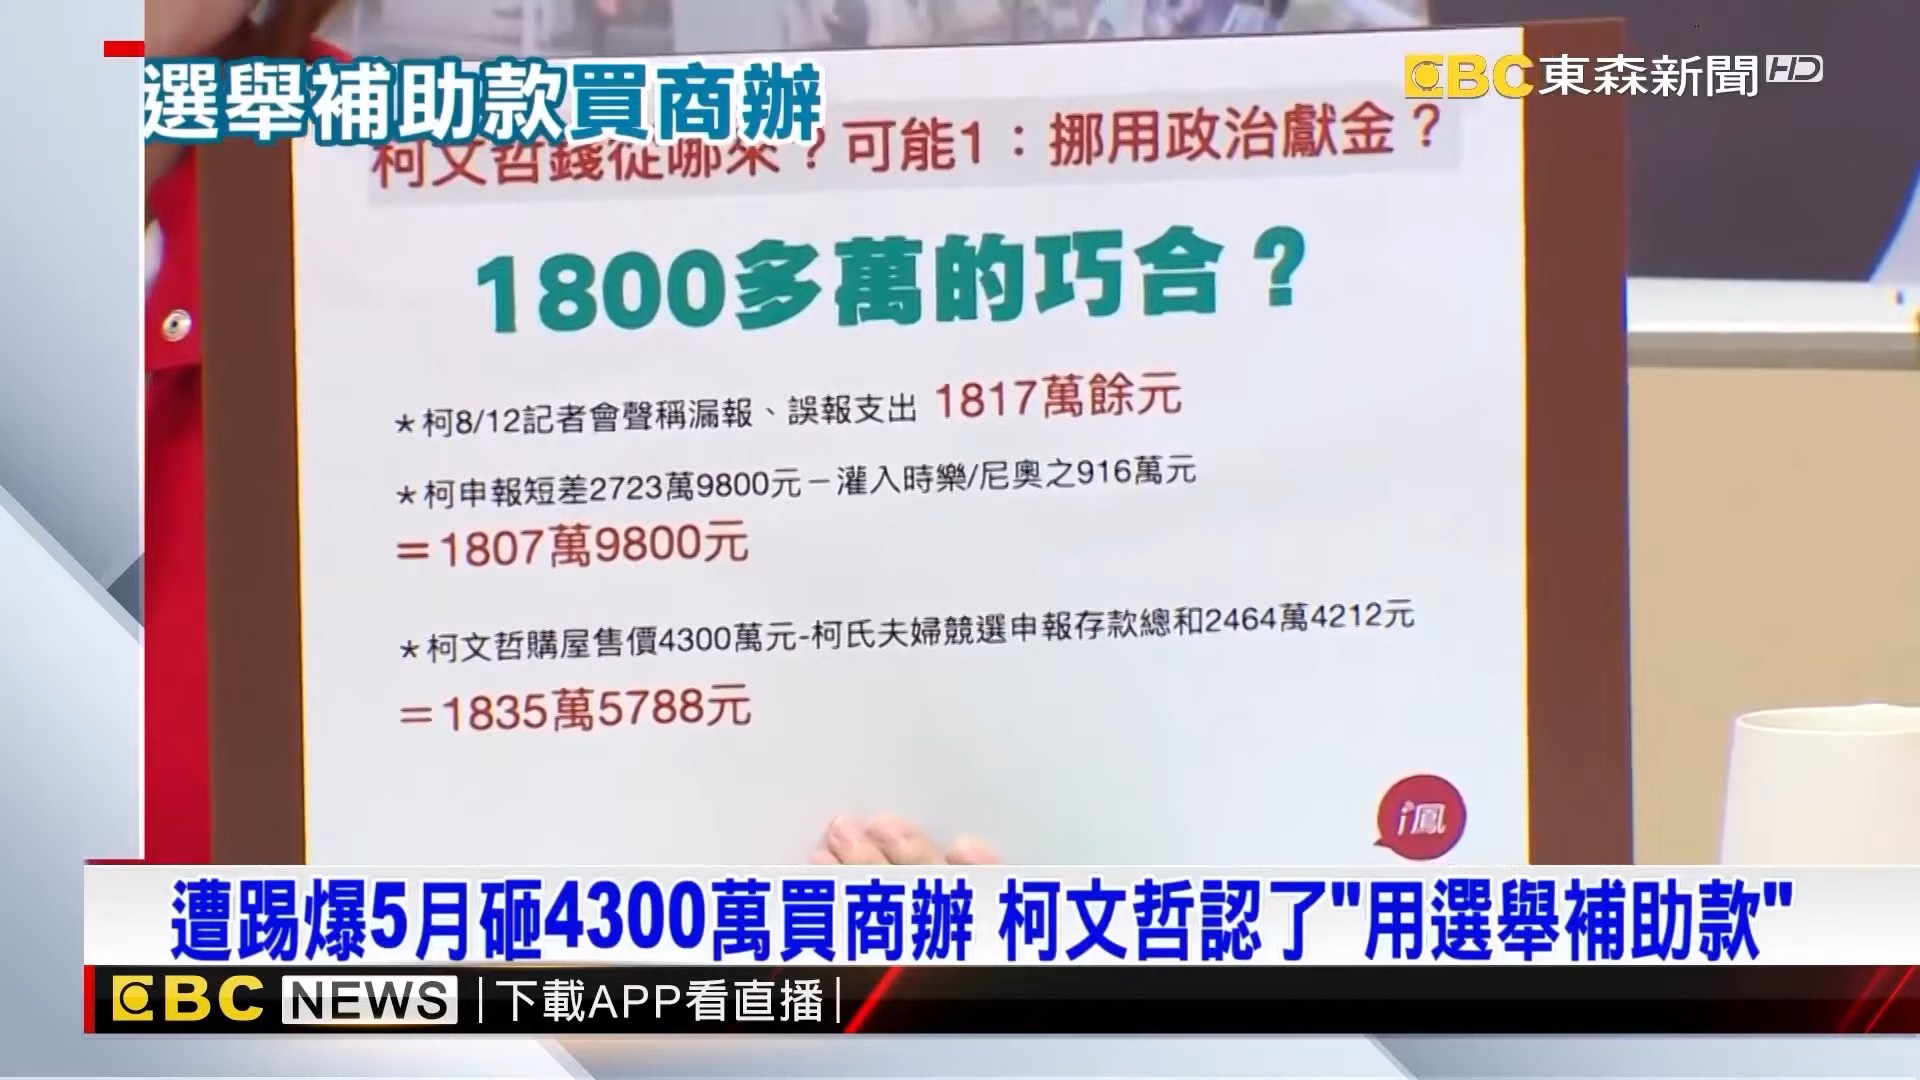 選舉補助款買商辦
EBC東森新聞HD
柯文哲錢從哪來？可能1：挪用政治獻金？
1800多萬的巧合？
＊柯8/12記者會聲稱漏報、誤報支出 1817萬餘元
＊柯申報短差2723萬9800元－灌入時樂/尼奧之916萬元
＝1807萬9800元
＊柯文哲購屋售價4300萬元-柯氏夫婦競選申報存款總和2464萬4212元
＝1835萬5788元
i鳳
遭踢爆5月砸4300萬買商辦 柯文哲認了"用選舉補助款"
EBC NEWS |下載APP看直播|